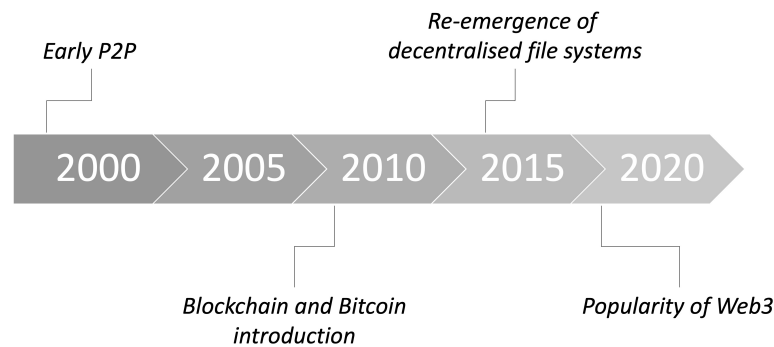 Early P2P
Re-emergence of
decentralised file systems
2000 2005 2010 2015 2020
Blockchain and Bitcoin
introduction
Popularity of Web3